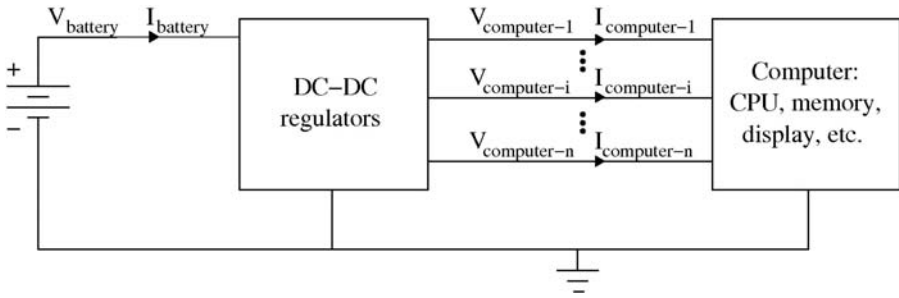 V_battery I_battery
+
−
DC−DC
regulators
V_computer−1 I_computer−1
V_computer−i I_computer−i
V_computer−n I_computer−n
Computer:
CPU, memory,
display, etc.